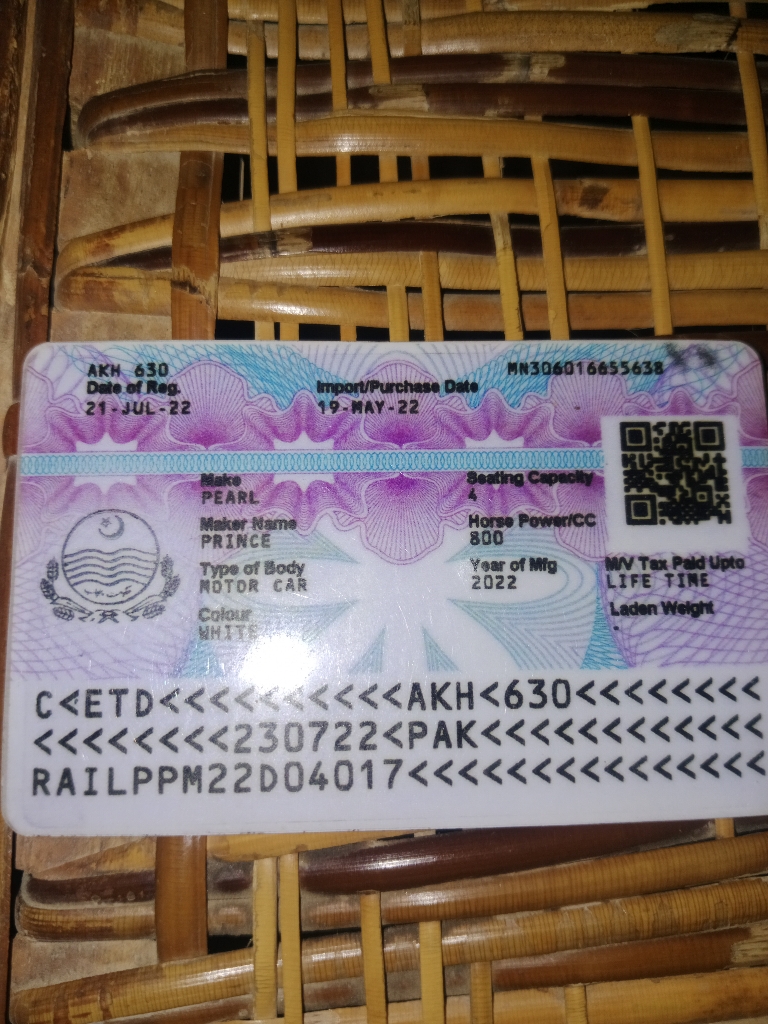 AKH 630
MN306016655638
Date of Reg.
Import/Purchase Date
21-JUL-22
19-MAY-22
Make
Seating Capacity
PEARL
4
Maker Name
Horse Power/CC
PRINCE
800
Type of Body
Year of Mfg
M/V Tax Paid Upto
MOTOR CAR
2022
LIFE TIME
Colour
Laden Weight
WHITE
-
C<ETD<<<<<<<<<<AKH<630<<<<<<<<
<<<<<<<<230722<PAK<<<<<<<<<<<<
RAILPPM22D04017<<<<<<<<<<<<<<<